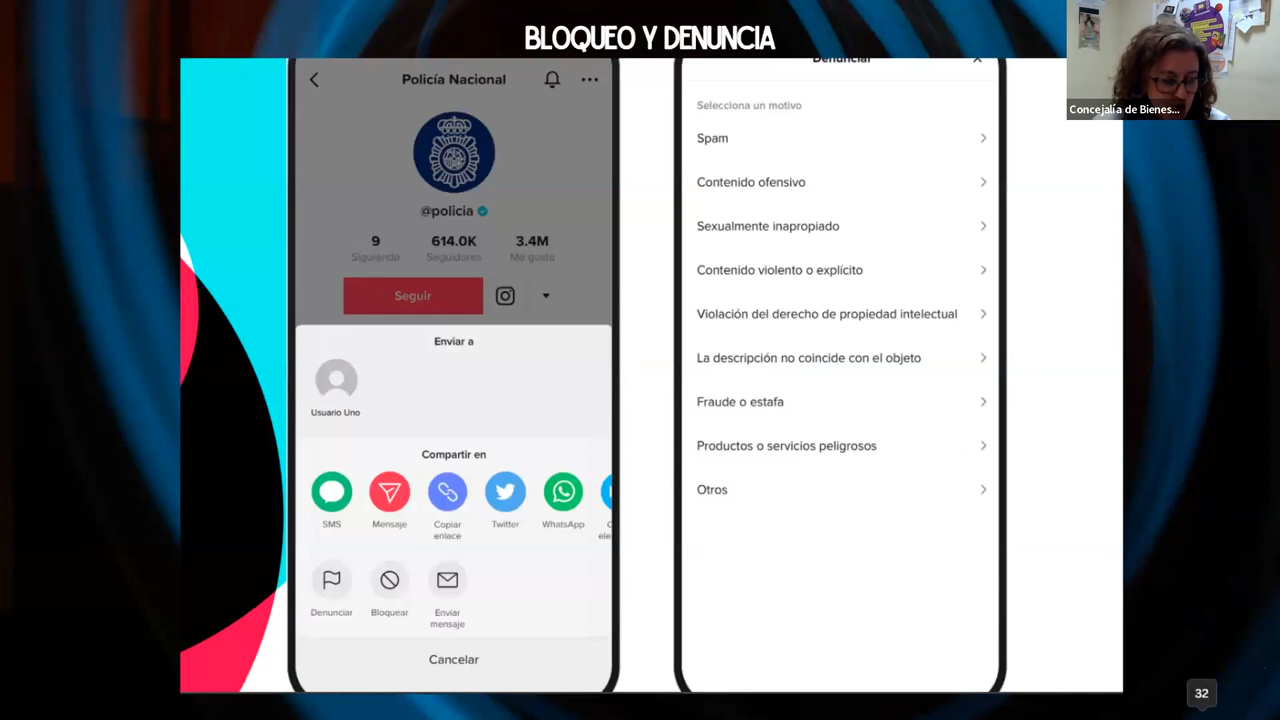 BLOQUEO Y DENUNCIA
Concejalía de Bienes...
Policía Nacional
@policia
9 614.0K 3.4M
Siguiendo Seguidores Me gusta
Seguir
Enviar a
Usuario Uno
Compartir en
SMS Mensaje Copiar enlace Twitter WhatsApp
Denunciar Bloquear Enviar mensaje
Cancelar
Denunciar
Selecciona un motivo
Spam
Contenido ofensivo
Sexualmente inapropiado
Contenido violento o explícito
Violación del derecho de propiedad intelectual
La descripción no coincide con el objeto
Fraude o estafa
Productos o servicios peligrosos
Otros
32